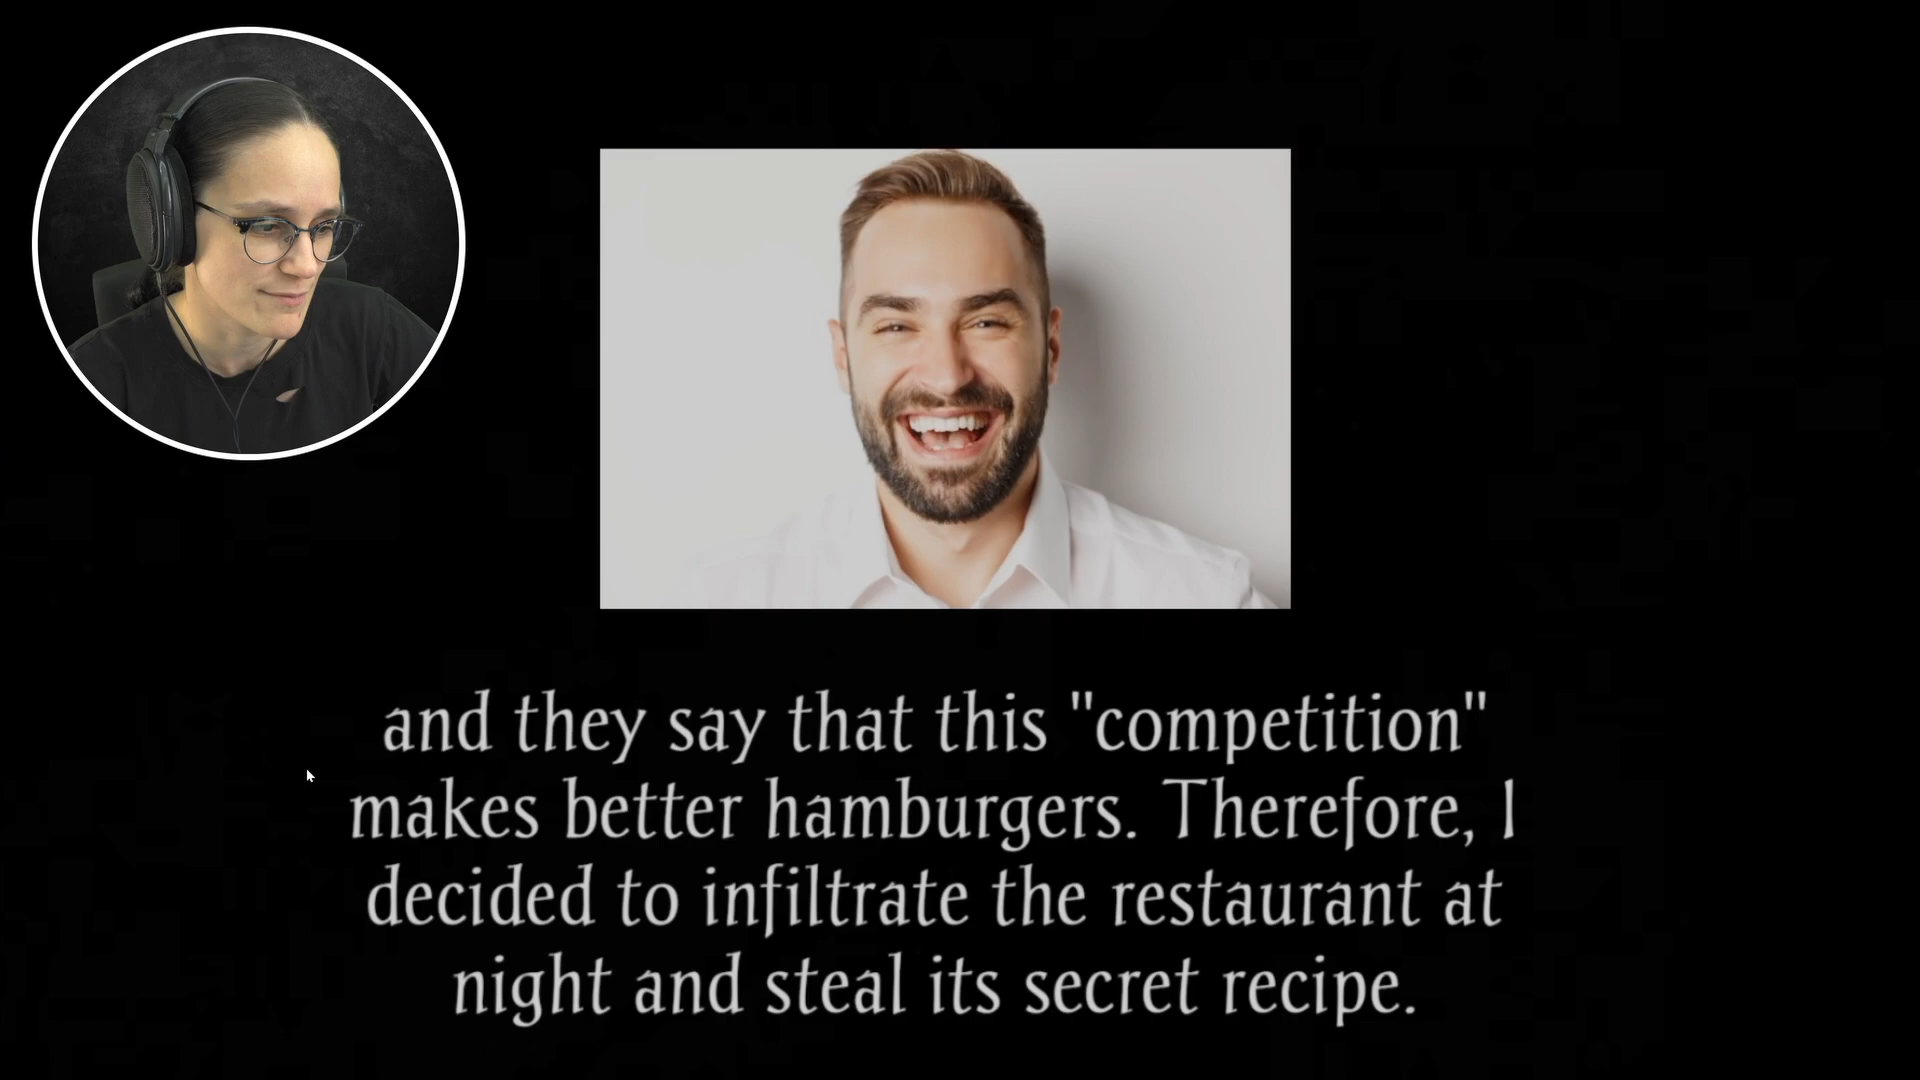 and they say that this "competition"
makes better hamburgers. Therefore, I
decided to infiltrate the restaurant at
night and steal its secret recipe.